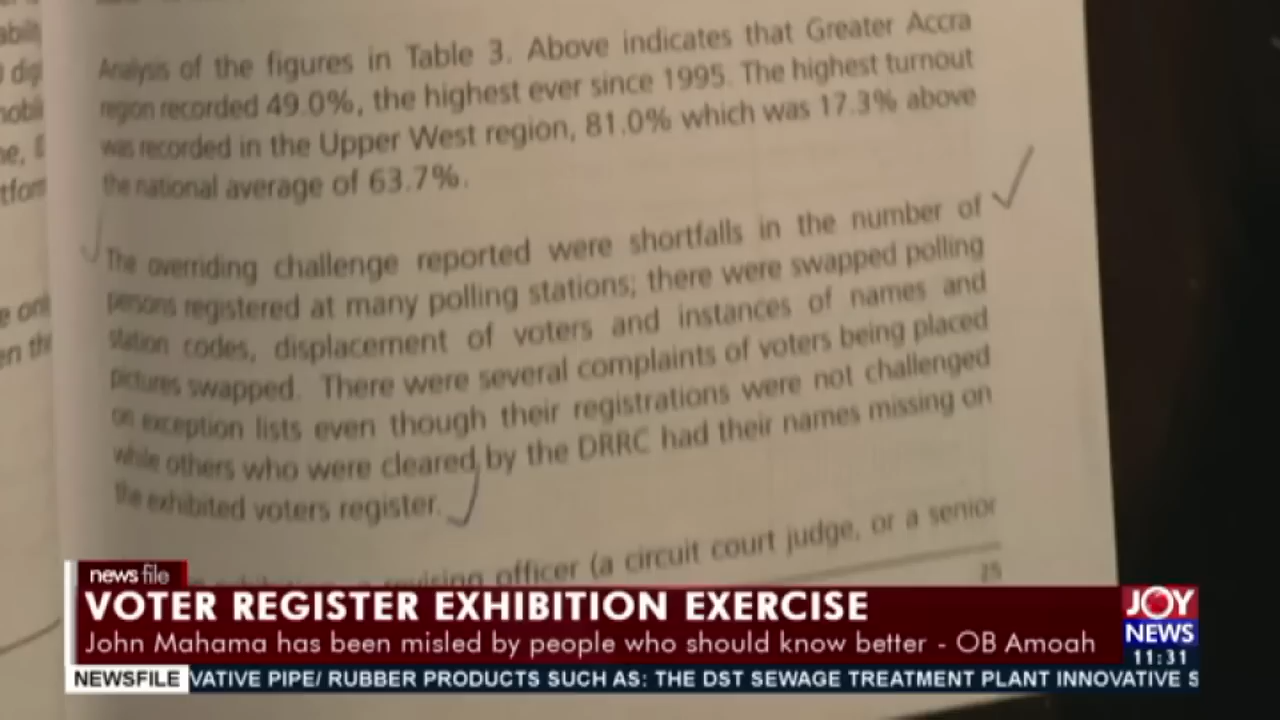 Analysis of the figures in Table 3. Above indicates that Greater Accra
region recorded 49.0%, the highest ever since 1995. The highest turnout
was recorded in the Upper West region, 81.0% which was 17.3% above
the national average of 63.7%.
The overriding challenge reported were shortfalls in the number of
persons registered at many polling stations; there were swapped polling
station codes, displacement of voters and instances of names and
pictures swapped. There were several complaints of voters being placed
on exception lists even though their registrations were not challenged
while others who were cleared by the DRRC had their names missing on
the exhibited voters register.
revising officer (a circuit court judge, or a senior
25
news file
VOTER REGISTER EXHIBITION EXERCISE
John Mahama has been misled by people who should know better - OB Amoah
JOY
NEWS
11:31
NEWSFILE VATIVE PIPE/ RUBBER PRODUCTS SUCH AS: THE DST SEWAGE TREATMENT PLANT INNOVATIVE S